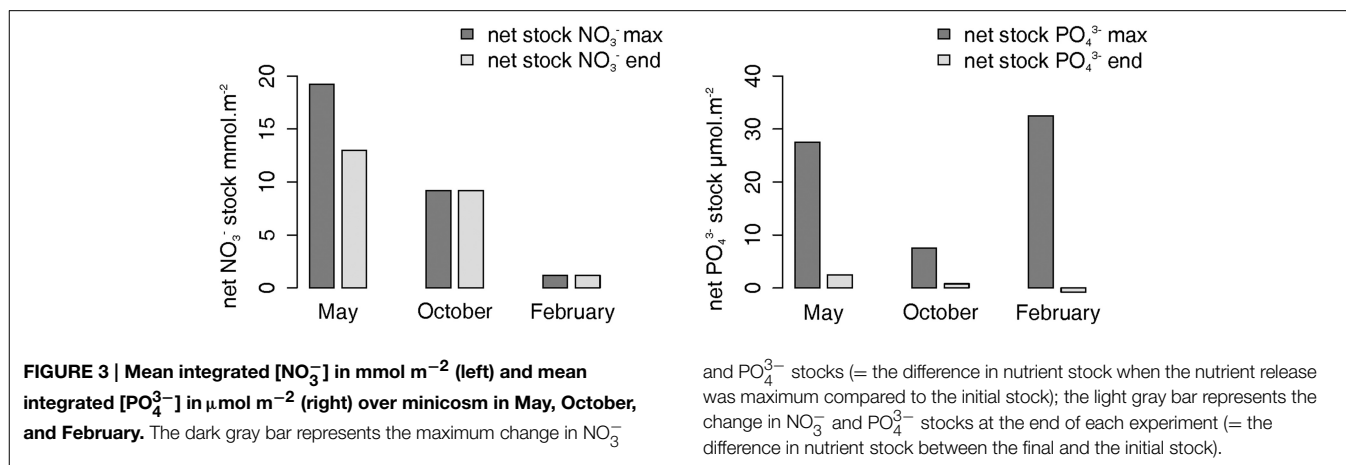 net stock NO₃⁻ max
net stock NO₃⁻ end
net NO₃⁻ stock mmol.m⁻²
20
15
10
5
0
May October February
net stock PO₄³⁻ max
net stock PO₄³⁻ end
net PO₄³⁻ stock µmol.m⁻²
40
30
20
10
0
May October February
FIGURE 3 | Mean integrated [NO₃⁻] in mmol m⁻² (left) and mean
integrated [PO₄³⁻] in µmol m⁻² (right) over minicosm in May, October,
and February. The dark gray bar represents the maximum change in NO₃⁻
and PO₄³⁻ stocks (= the difference in nutrient stock when the nutrient release
was maximum compared to the initial stock); the light gray bar represents the
change in NO₃⁻ and PO₄³⁻ stocks at the end of each experiment (= the
difference in nutrient stock between the final and the initial stock).